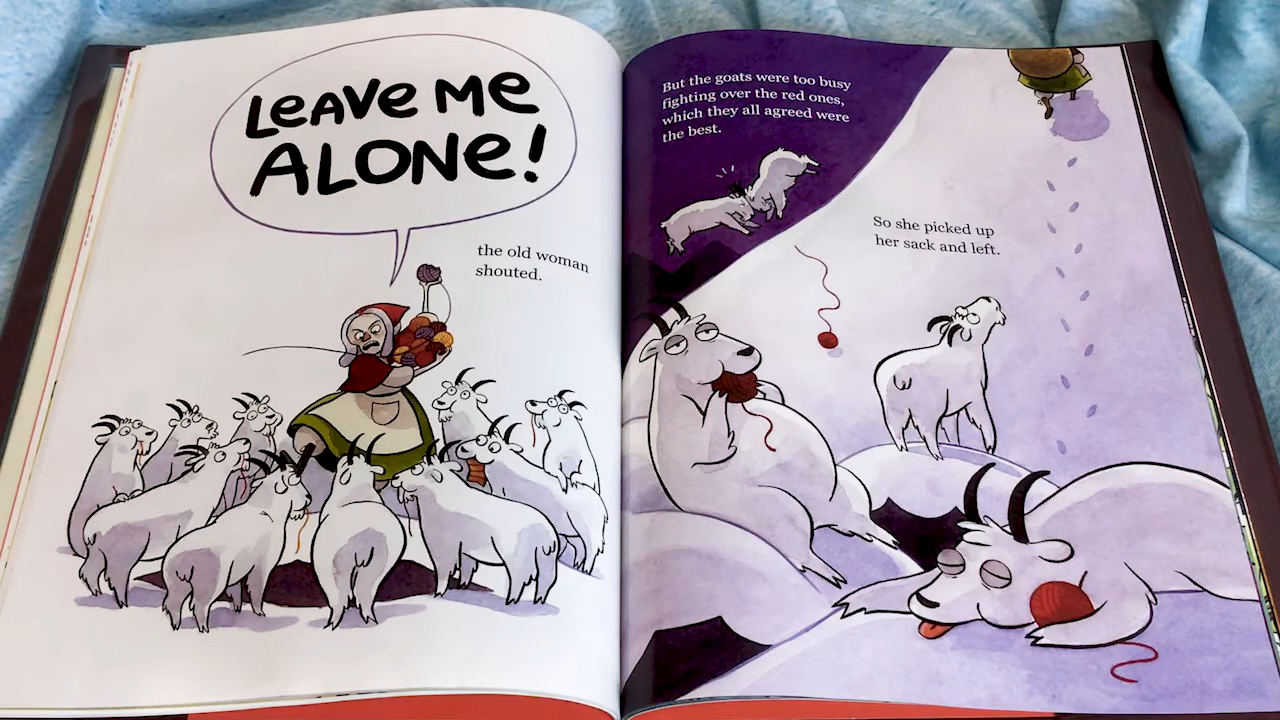 LeAVe Me
ALONe!
the old woman
shouted.
But the goats were too busy
fighting over the red ones,
which they all agreed were
the best.
So she picked up
her sack and left.